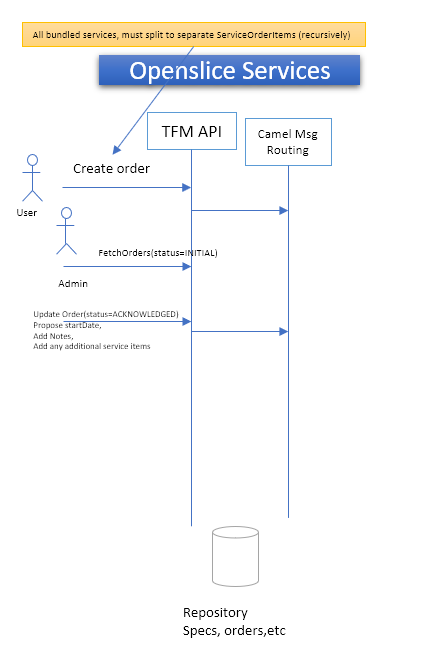 All bundled services, must split to separate ServiceOrderItems (recursively)
Openslice Services
TFM API
Camel Msg
Routing
Create order
User
FetchOrders(status=INITIAL)
Admin
Update Order(status=ACKNOWLEDGED)
Propose startDate,
Add Notes,
Add any additional service items
Repository
Specs, orders,etc